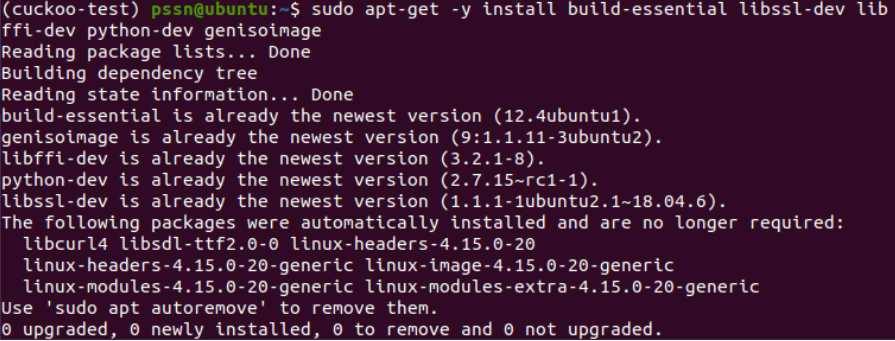 (cuckoo-test) pssn@ubuntu:~$ sudo apt-get -y install build-essential libssl-dev lib
ffi-dev python-dev genisoimage
Reading package lists... Done
Building dependency tree
Reading state information... Done
build-essential is already the newest version (12.4ubuntu1).
genisoimage is already the newest version (9:1.1.11-3ubuntu2).
libffi-dev is already the newest version (3.2.1-8).
python-dev is already the newest version (2.7.15~rc1-1).
libssl-dev is already the newest version (1.1.1-1ubuntu2.1~18.04.6).
The following packages were automatically installed and are no longer required:
  libcurl4 libsdl-ttf2.0-0 linux-headers-4.15.0-20
  linux-headers-4.15.0-20-generic linux-image-4.15.0-20-generic
  linux-modules-4.15.0-20-generic linux-modules-extra-4.15.0-20-generic
Use 'sudo apt autoremove' to remove them.
0 upgraded, 0 newly installed, 0 to remove and 0 not upgraded.